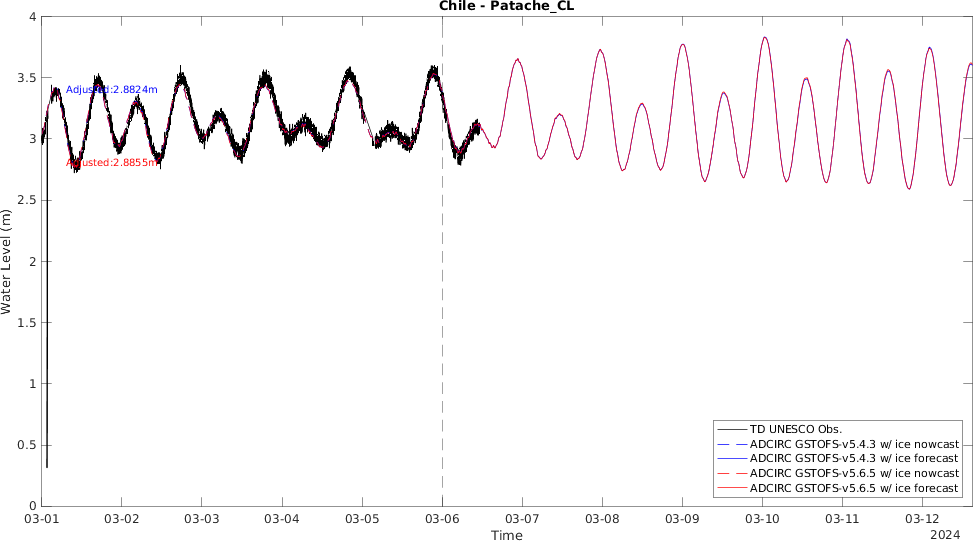 Chile - Patache_CL
4
3.5
3
2.5
2
1.5
1
0.5
0
Water Level (m)
Adjusted:2.8824m
Adjusted:2.8855m
TD UNESCO Obs.
ADCIRC GSTOFS-v5.4.3 w/ ice nowcast
ADCIRC GSTOFS-v5.4.3 w/ ice forecast
ADCIRC GSTOFS-v5.6.5 w/ ice nowcast
ADCIRC GSTOFS-v5.6.5 w/ ice forecast
03-01 03-02 03-03 03-04 03-05 03-06 03-07 03-08 03-09 03-10 03-11 03-12
Time
2024